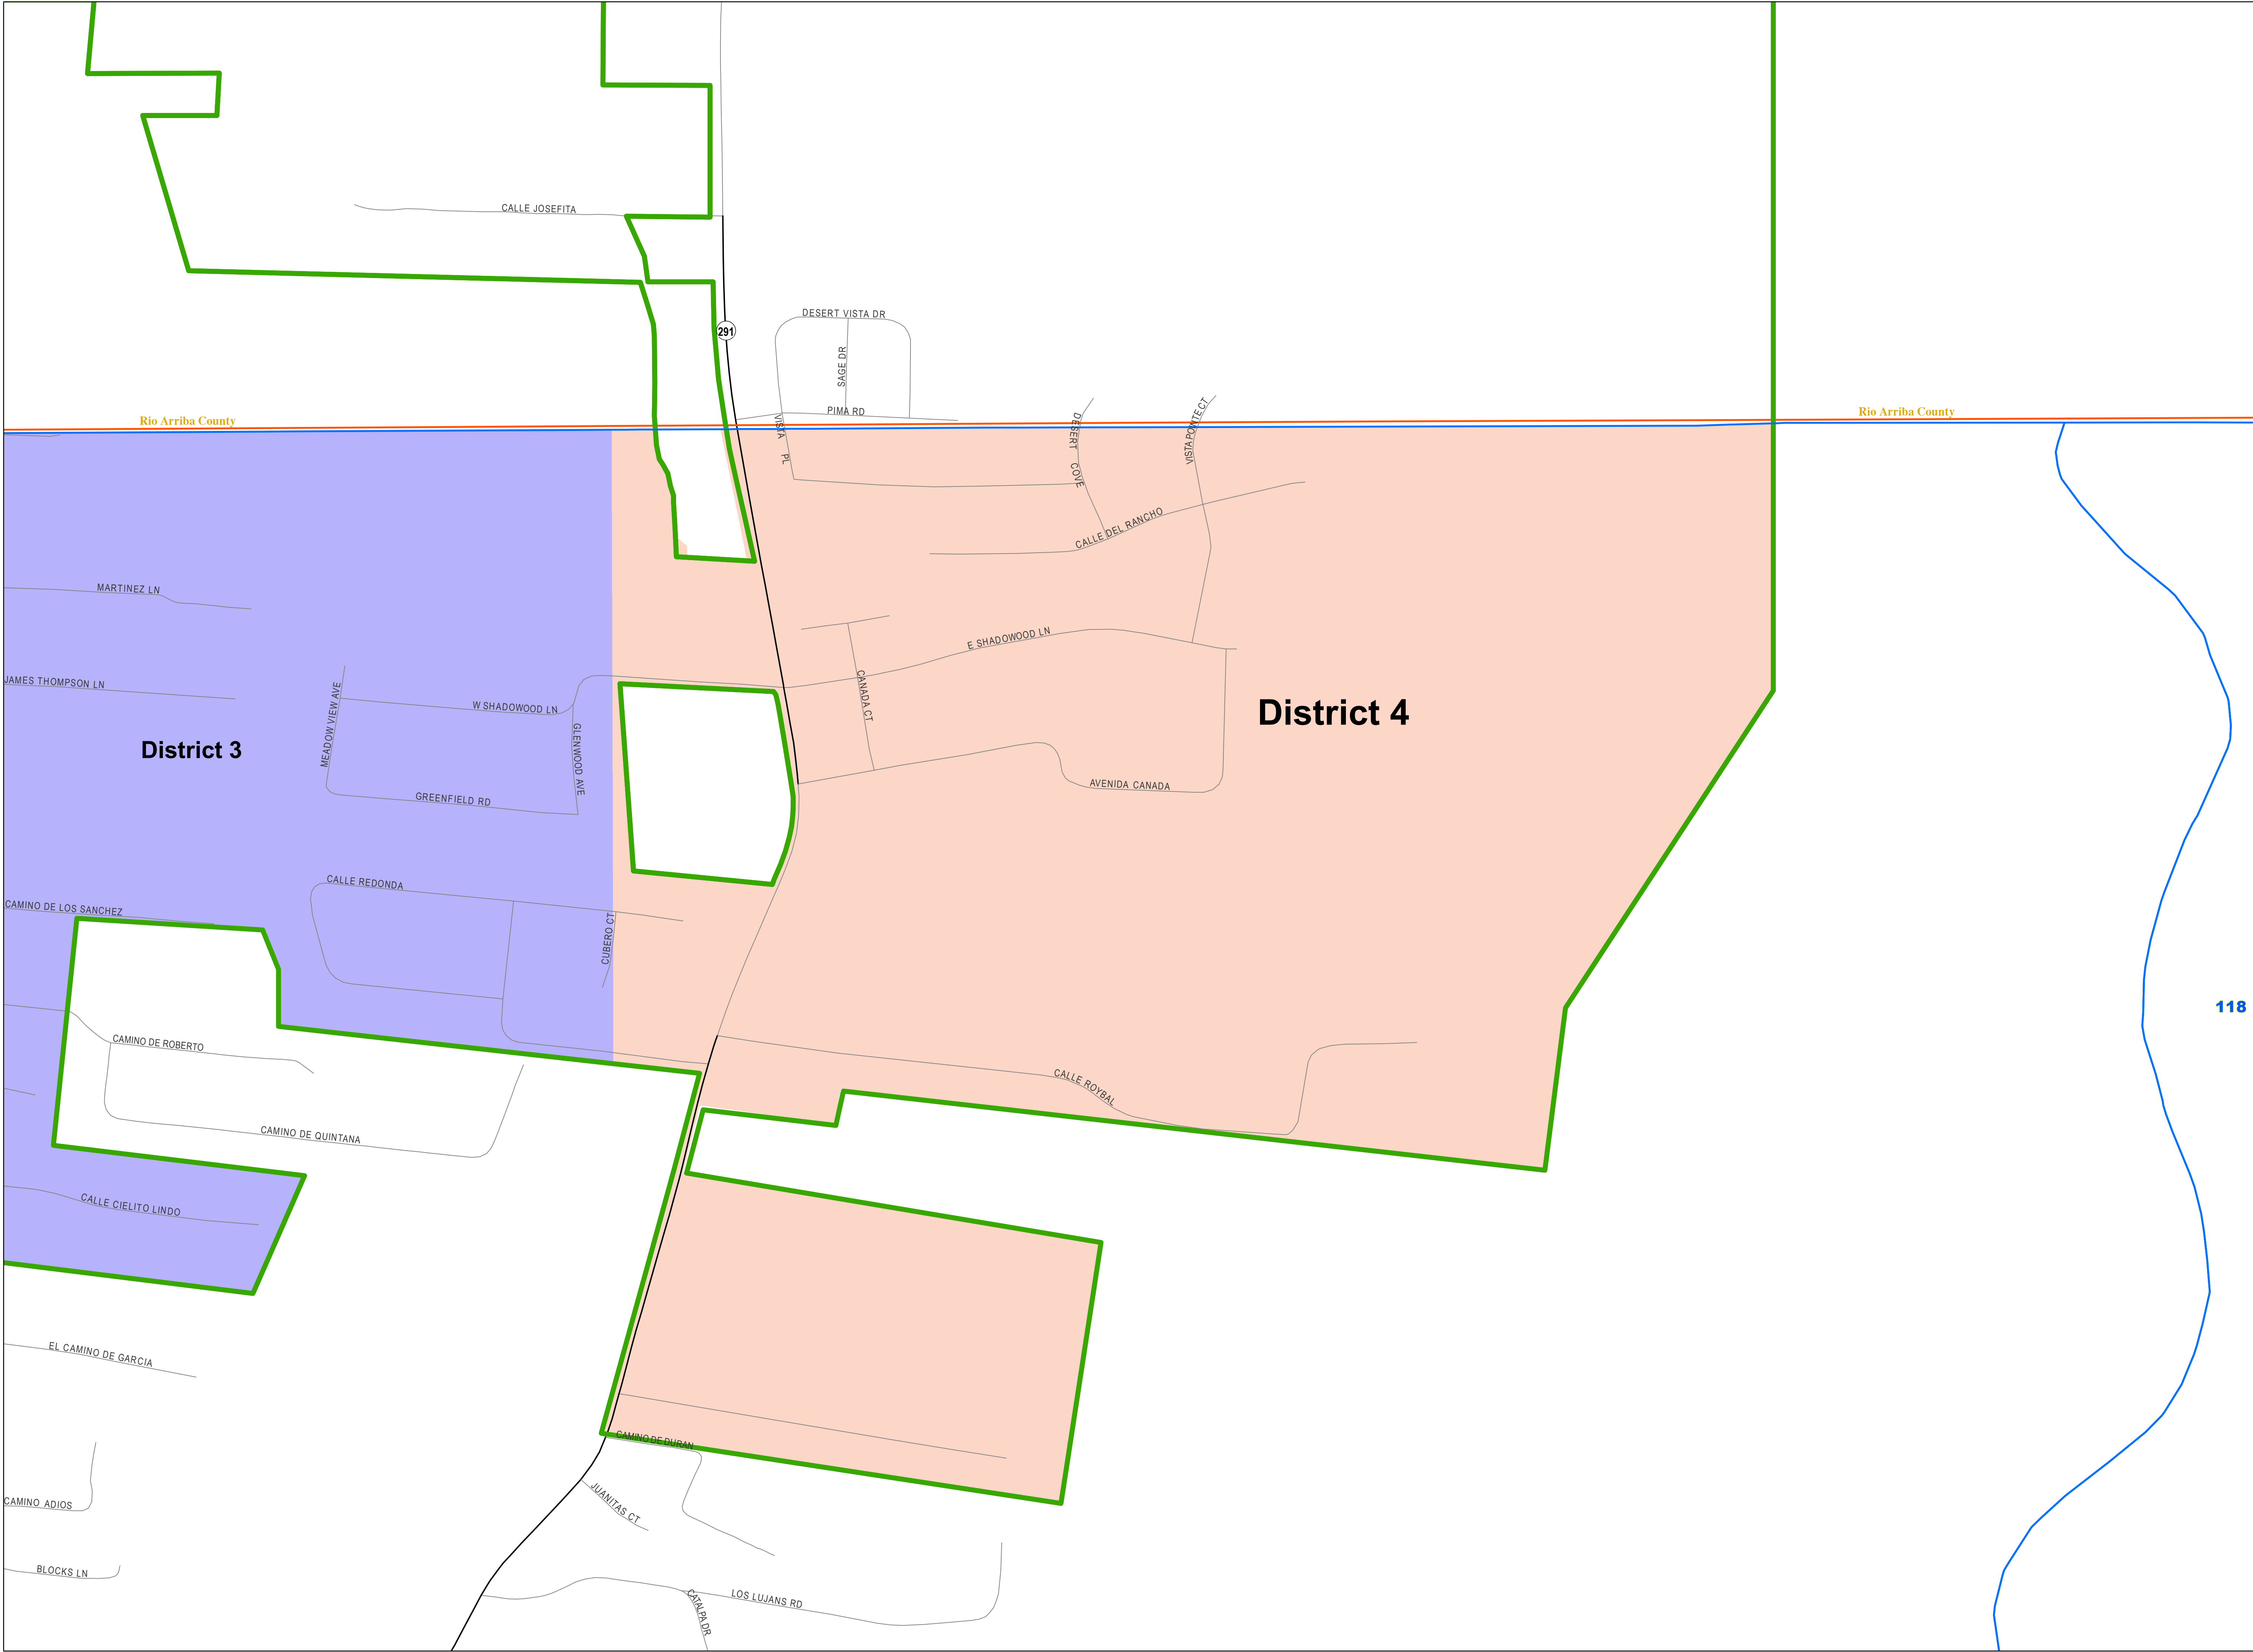 CALLE JOSEFITA
DESERT VISTA DR
291
SAGE DR
PIMA RD
Rio Arriba County
Rio Arriba County
VISTA PL
DESERT COVE
VISTA PONTE CT
CALLE DEL RANCHO
MARTINEZ LN
E SHADOWOOD LN
JAMES THOMPSON LN
MEADOW VIEW AVE
W SHADOWOOD LN
CANADA CT
District 4
District 3
GLENWOOD AVE
AVENIDA CANADA
GREENFIELD RD
CALLE REDONDA
CAMINO DE LOS SANCHEZ
CUBERO CT
118
CAMINO DE ROBERTO
CALLE ROYBAL
CAMINO DE QUINTANA
CALLE CIELITO LINDO
EL CAMINO DE GARCIA
CAMINO DE DURAN
CAMINO ADIOS
JUANITAS CT
BLOCKS LN
LOS LUJANS RD
CATALPA DR